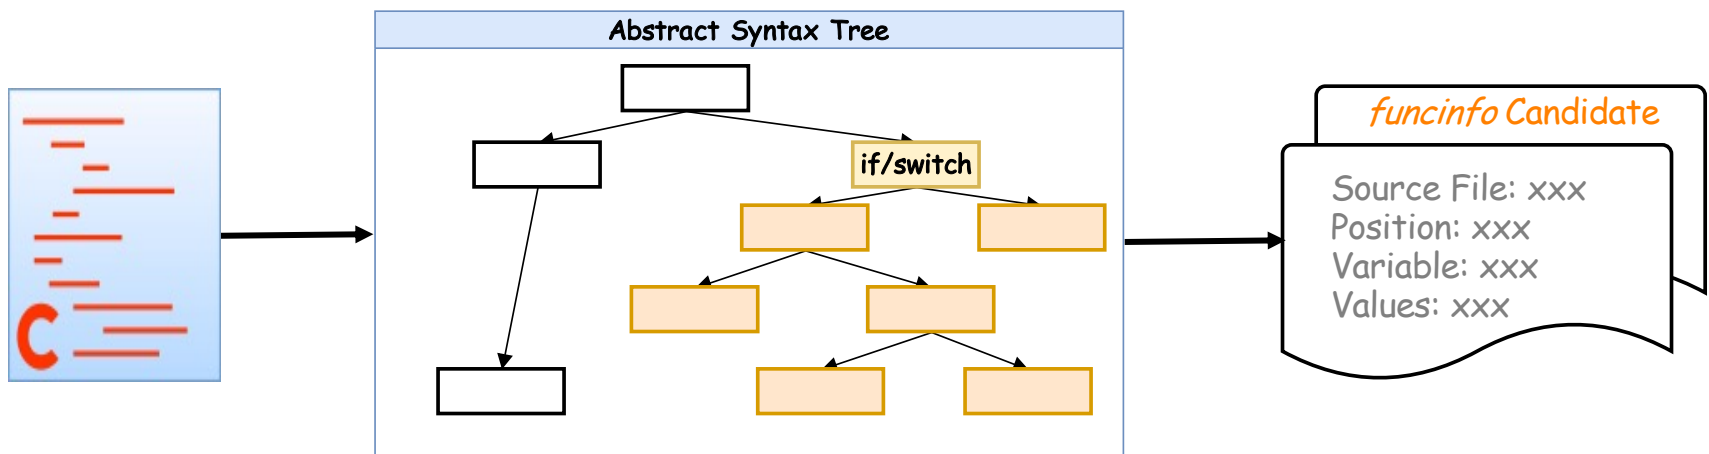 Abstract Syntax Tree
if/switch
C
funcinfo Candidate
Source File: xxx
Position: xxx
Variable: xxx
Values: xxx